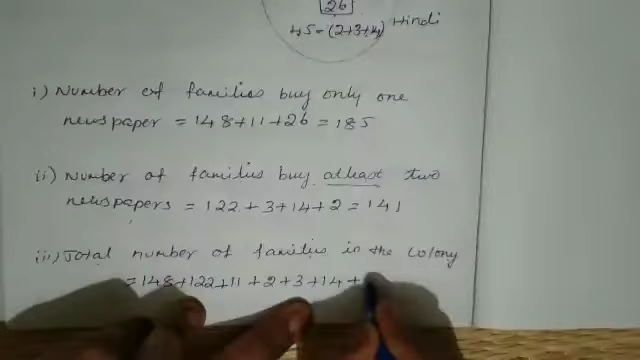 26
45-(2+3+14) Hindi
i) Number of families buy only one
newspaper = 148+11+26 = 185
ii) Number of families buy atleast two
newspapers = 122+3+14+2 = 141
iii) Total number of families in the colony
= 148+122+11+2+3+14+